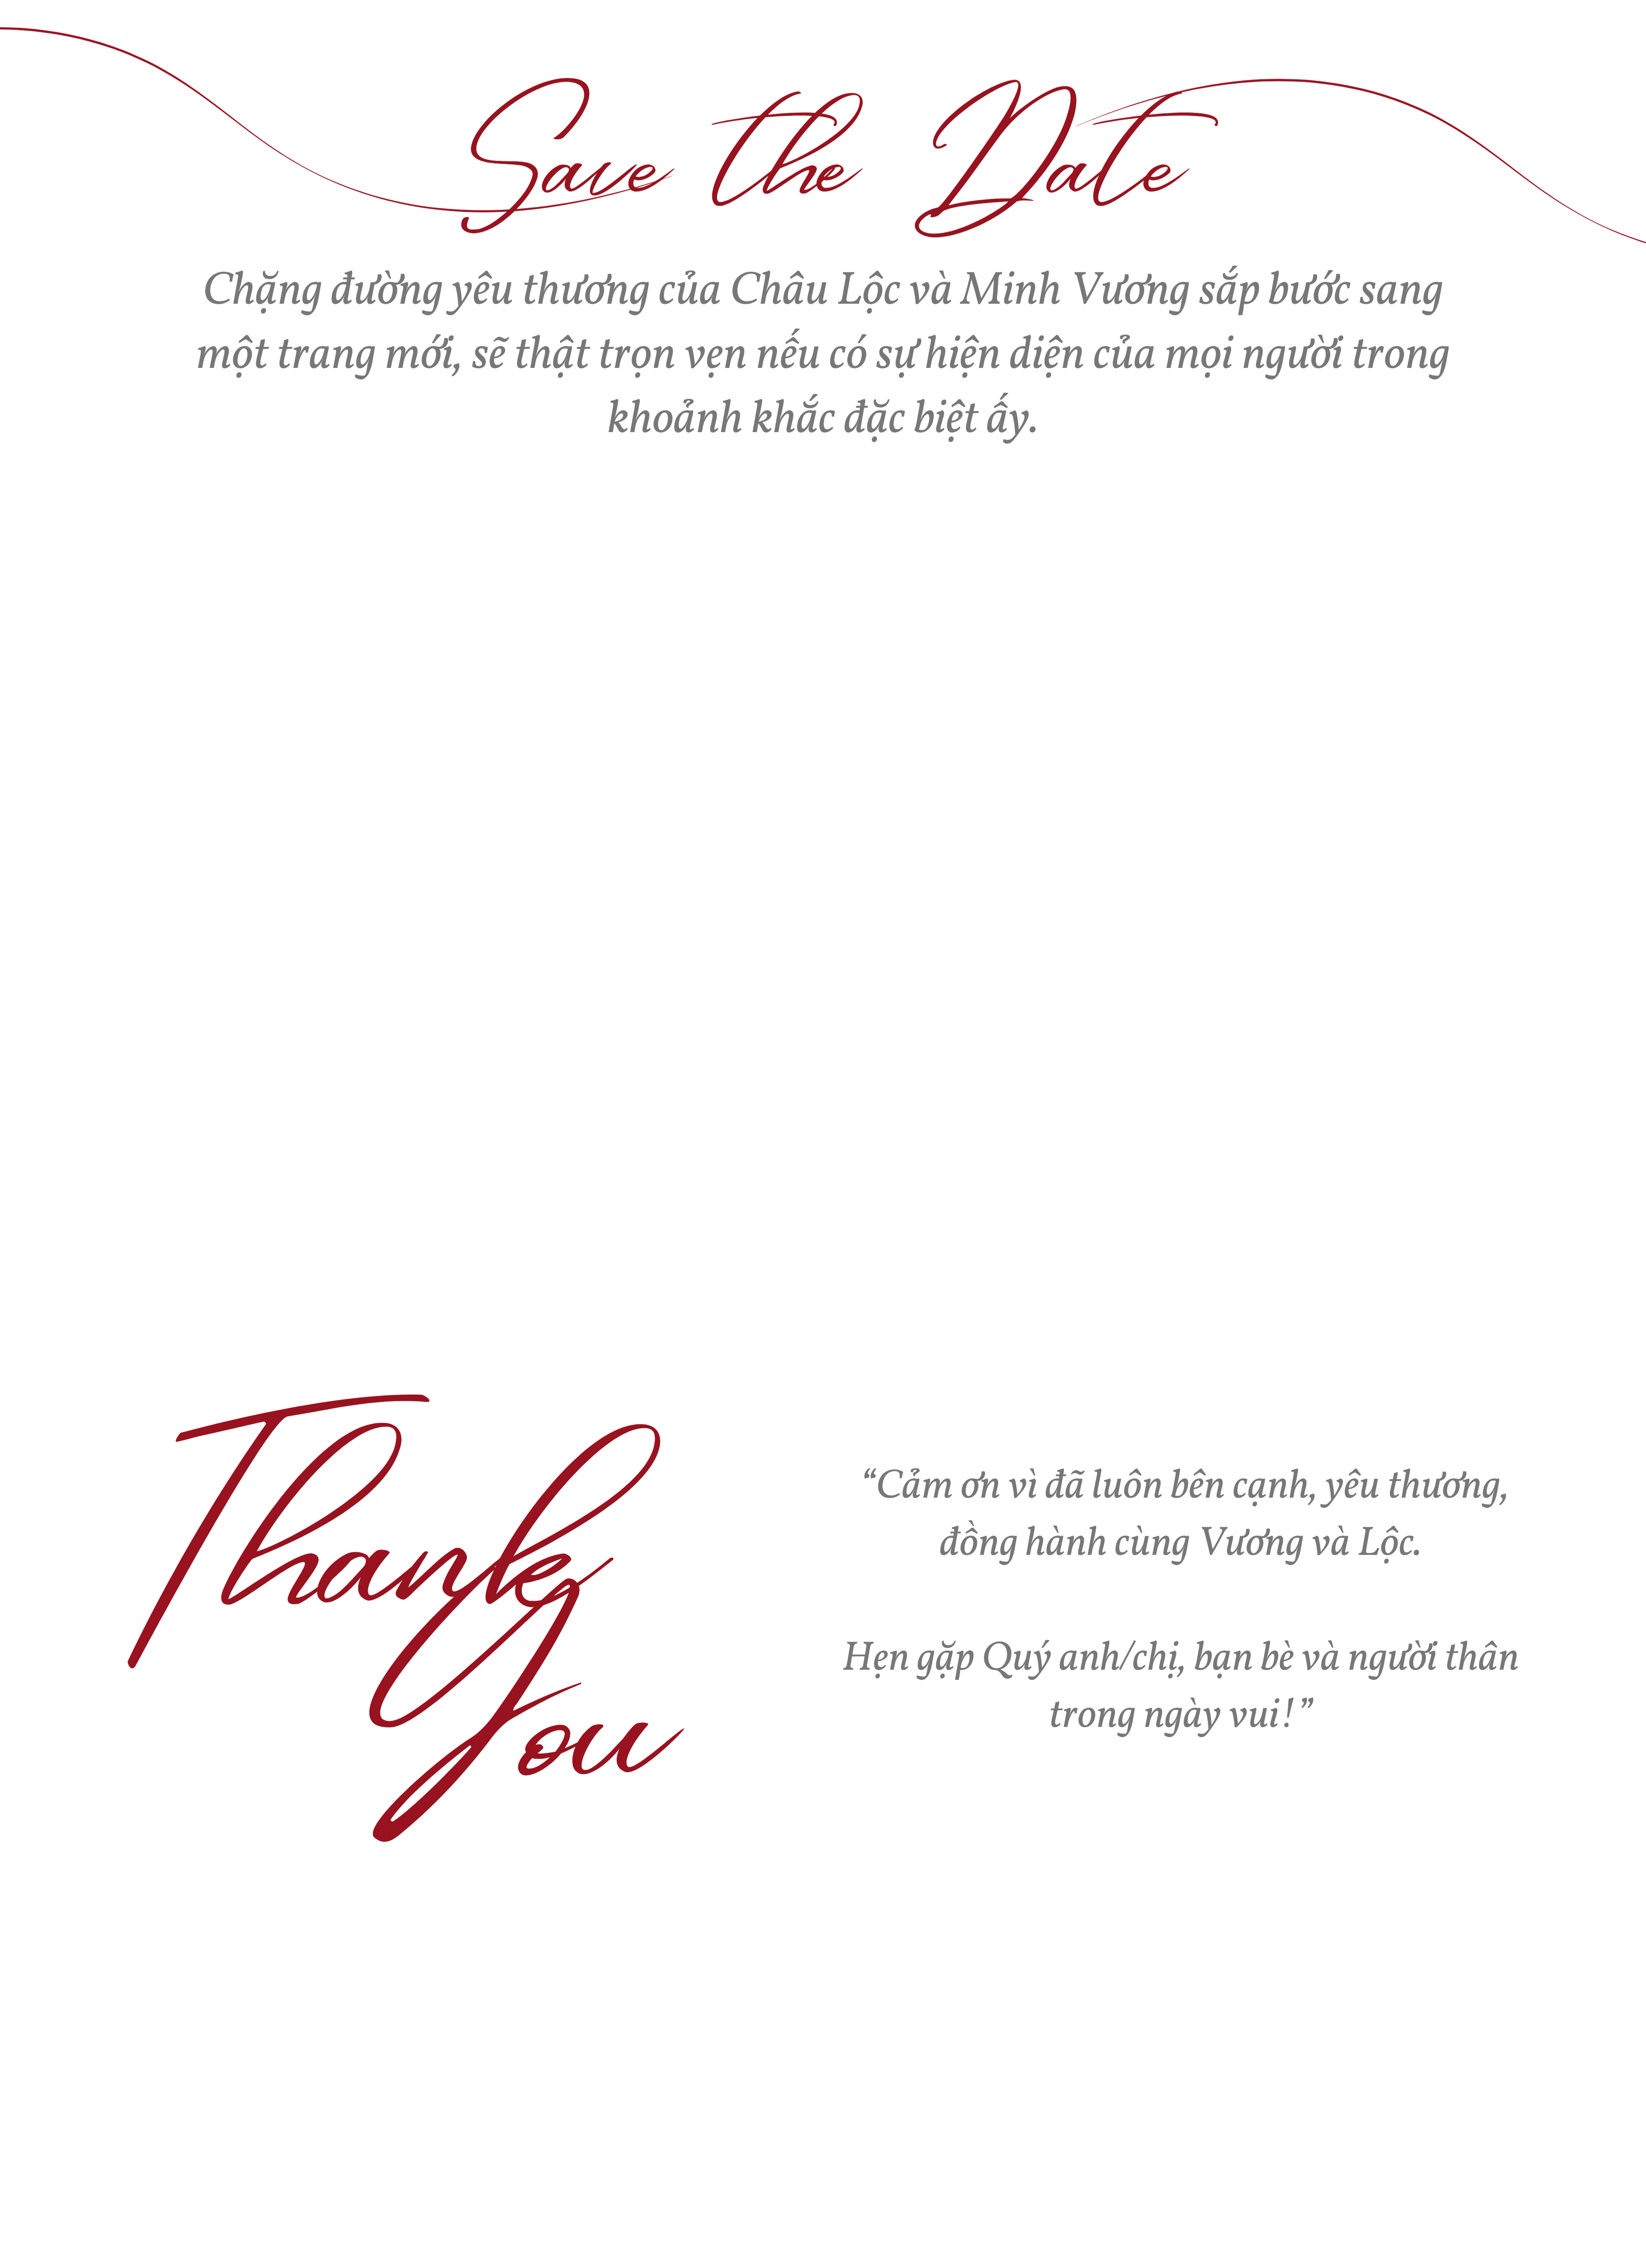 Save the Date
Chặng đường yêu thương của Châu Lộc và Minh Vương sắp bước sang
một trang mới, sẽ thật trọn vẹn nếu có sự hiện diện của mọi người trong
khoảnh khắc đặc biệt ấy.
Thank
You
“Cảm ơn vì đã luôn bên cạnh, yêu thương,
đồng hành cùng Vương và Lộc.
Hẹn gặp Quý anh/chị, bạn bè và người thân
trong ngày vui!”